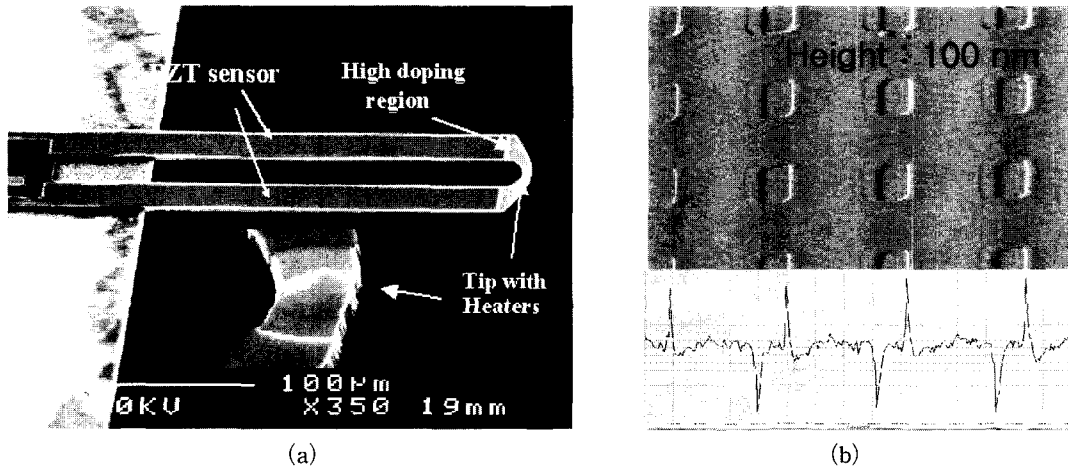 ZT sensor
High doping
region
Tip with
Heaters
100µm
0KV X350 19mm
(a)
Height : 100 nm
(b)